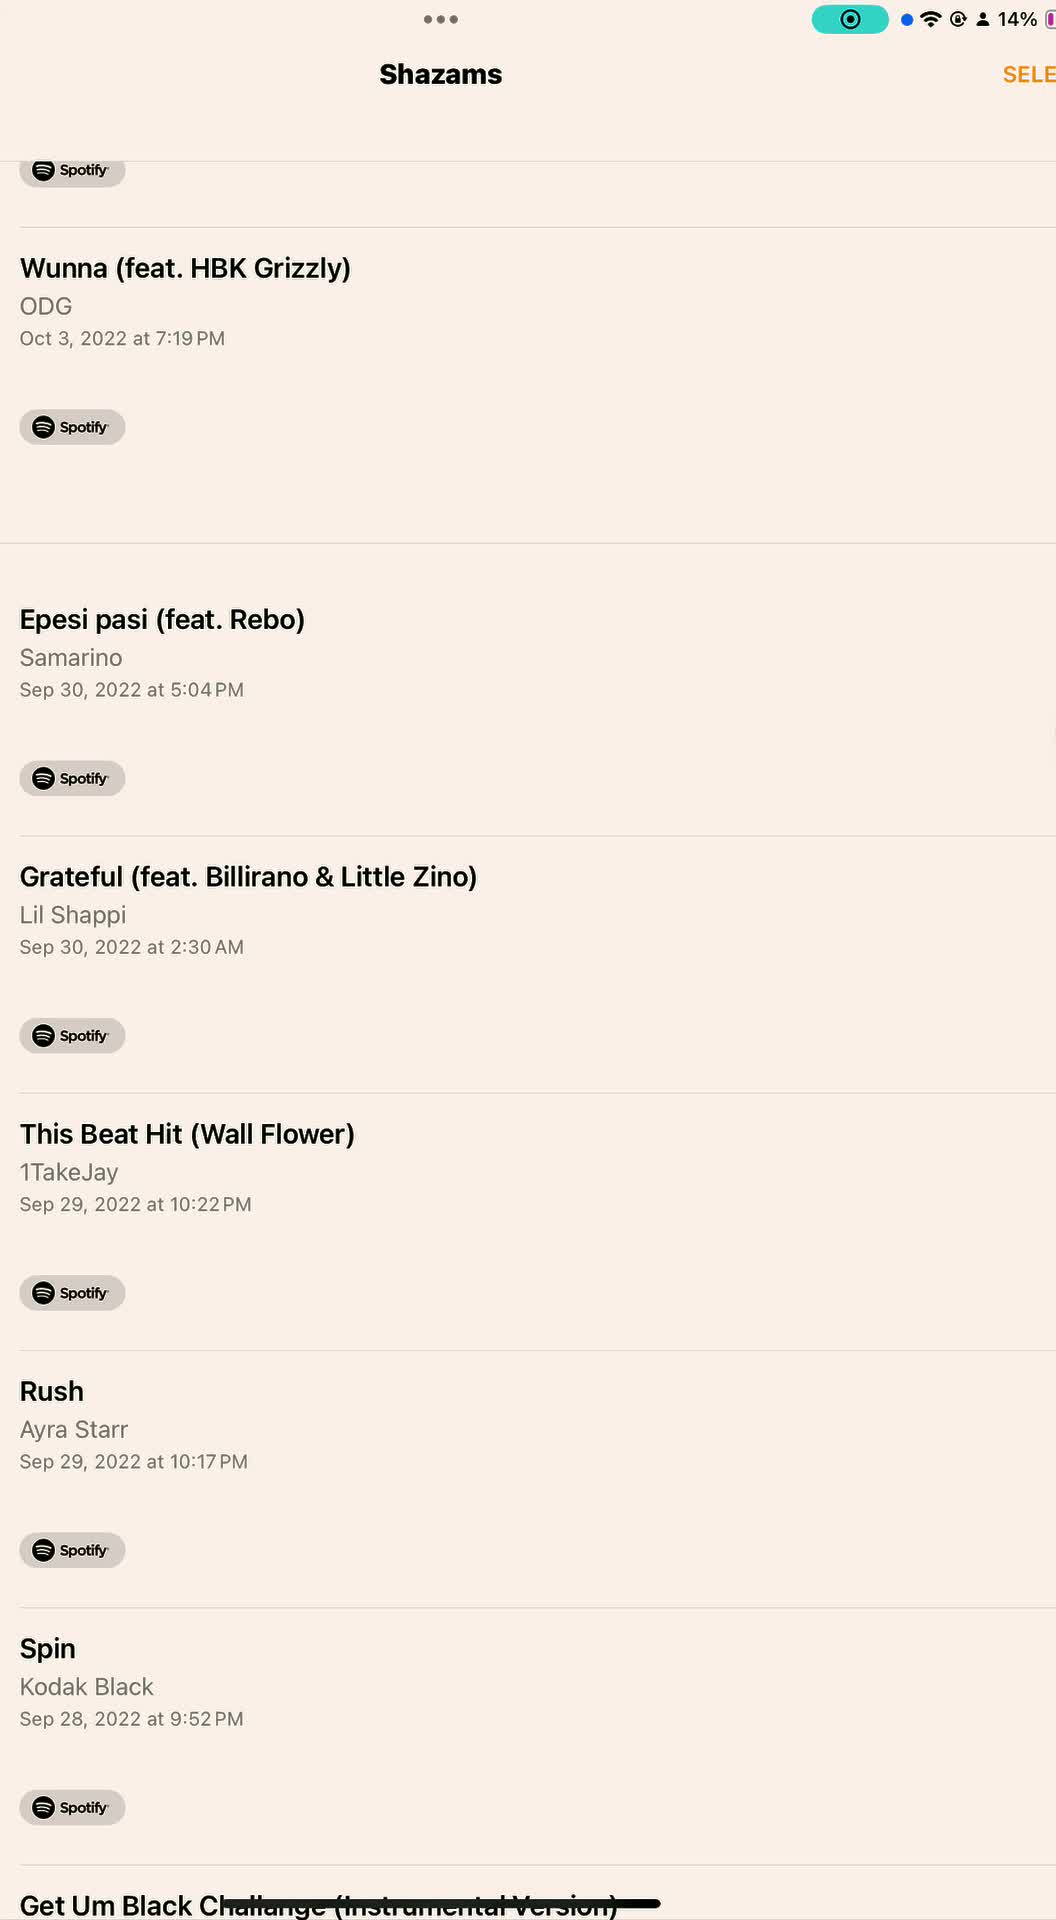 14%
Shazams
SELE
Spotify
Wunna (feat. HBK Grizzly)
ODG
Oct 3, 2022 at 7:19 PM
Spotify
Epesi pasi (feat. Rebo)
Samarino
Sep 30, 2022 at 5:04 PM
Spotify
Grateful (feat. Billirano & Little Zino)
Lil Shappi
Sep 30, 2022 at 2:30 AM
Spotify
This Beat Hit (Wall Flower)
1TakeJay
Sep 29, 2022 at 10:22 PM
Spotify
Rush
Ayra Starr
Sep 29, 2022 at 10:17 PM
Spotify
Spin
Kodak Black
Sep 28, 2022 at 9:52 PM
Spotify
Get Um Black Challange (Instrumental Version)